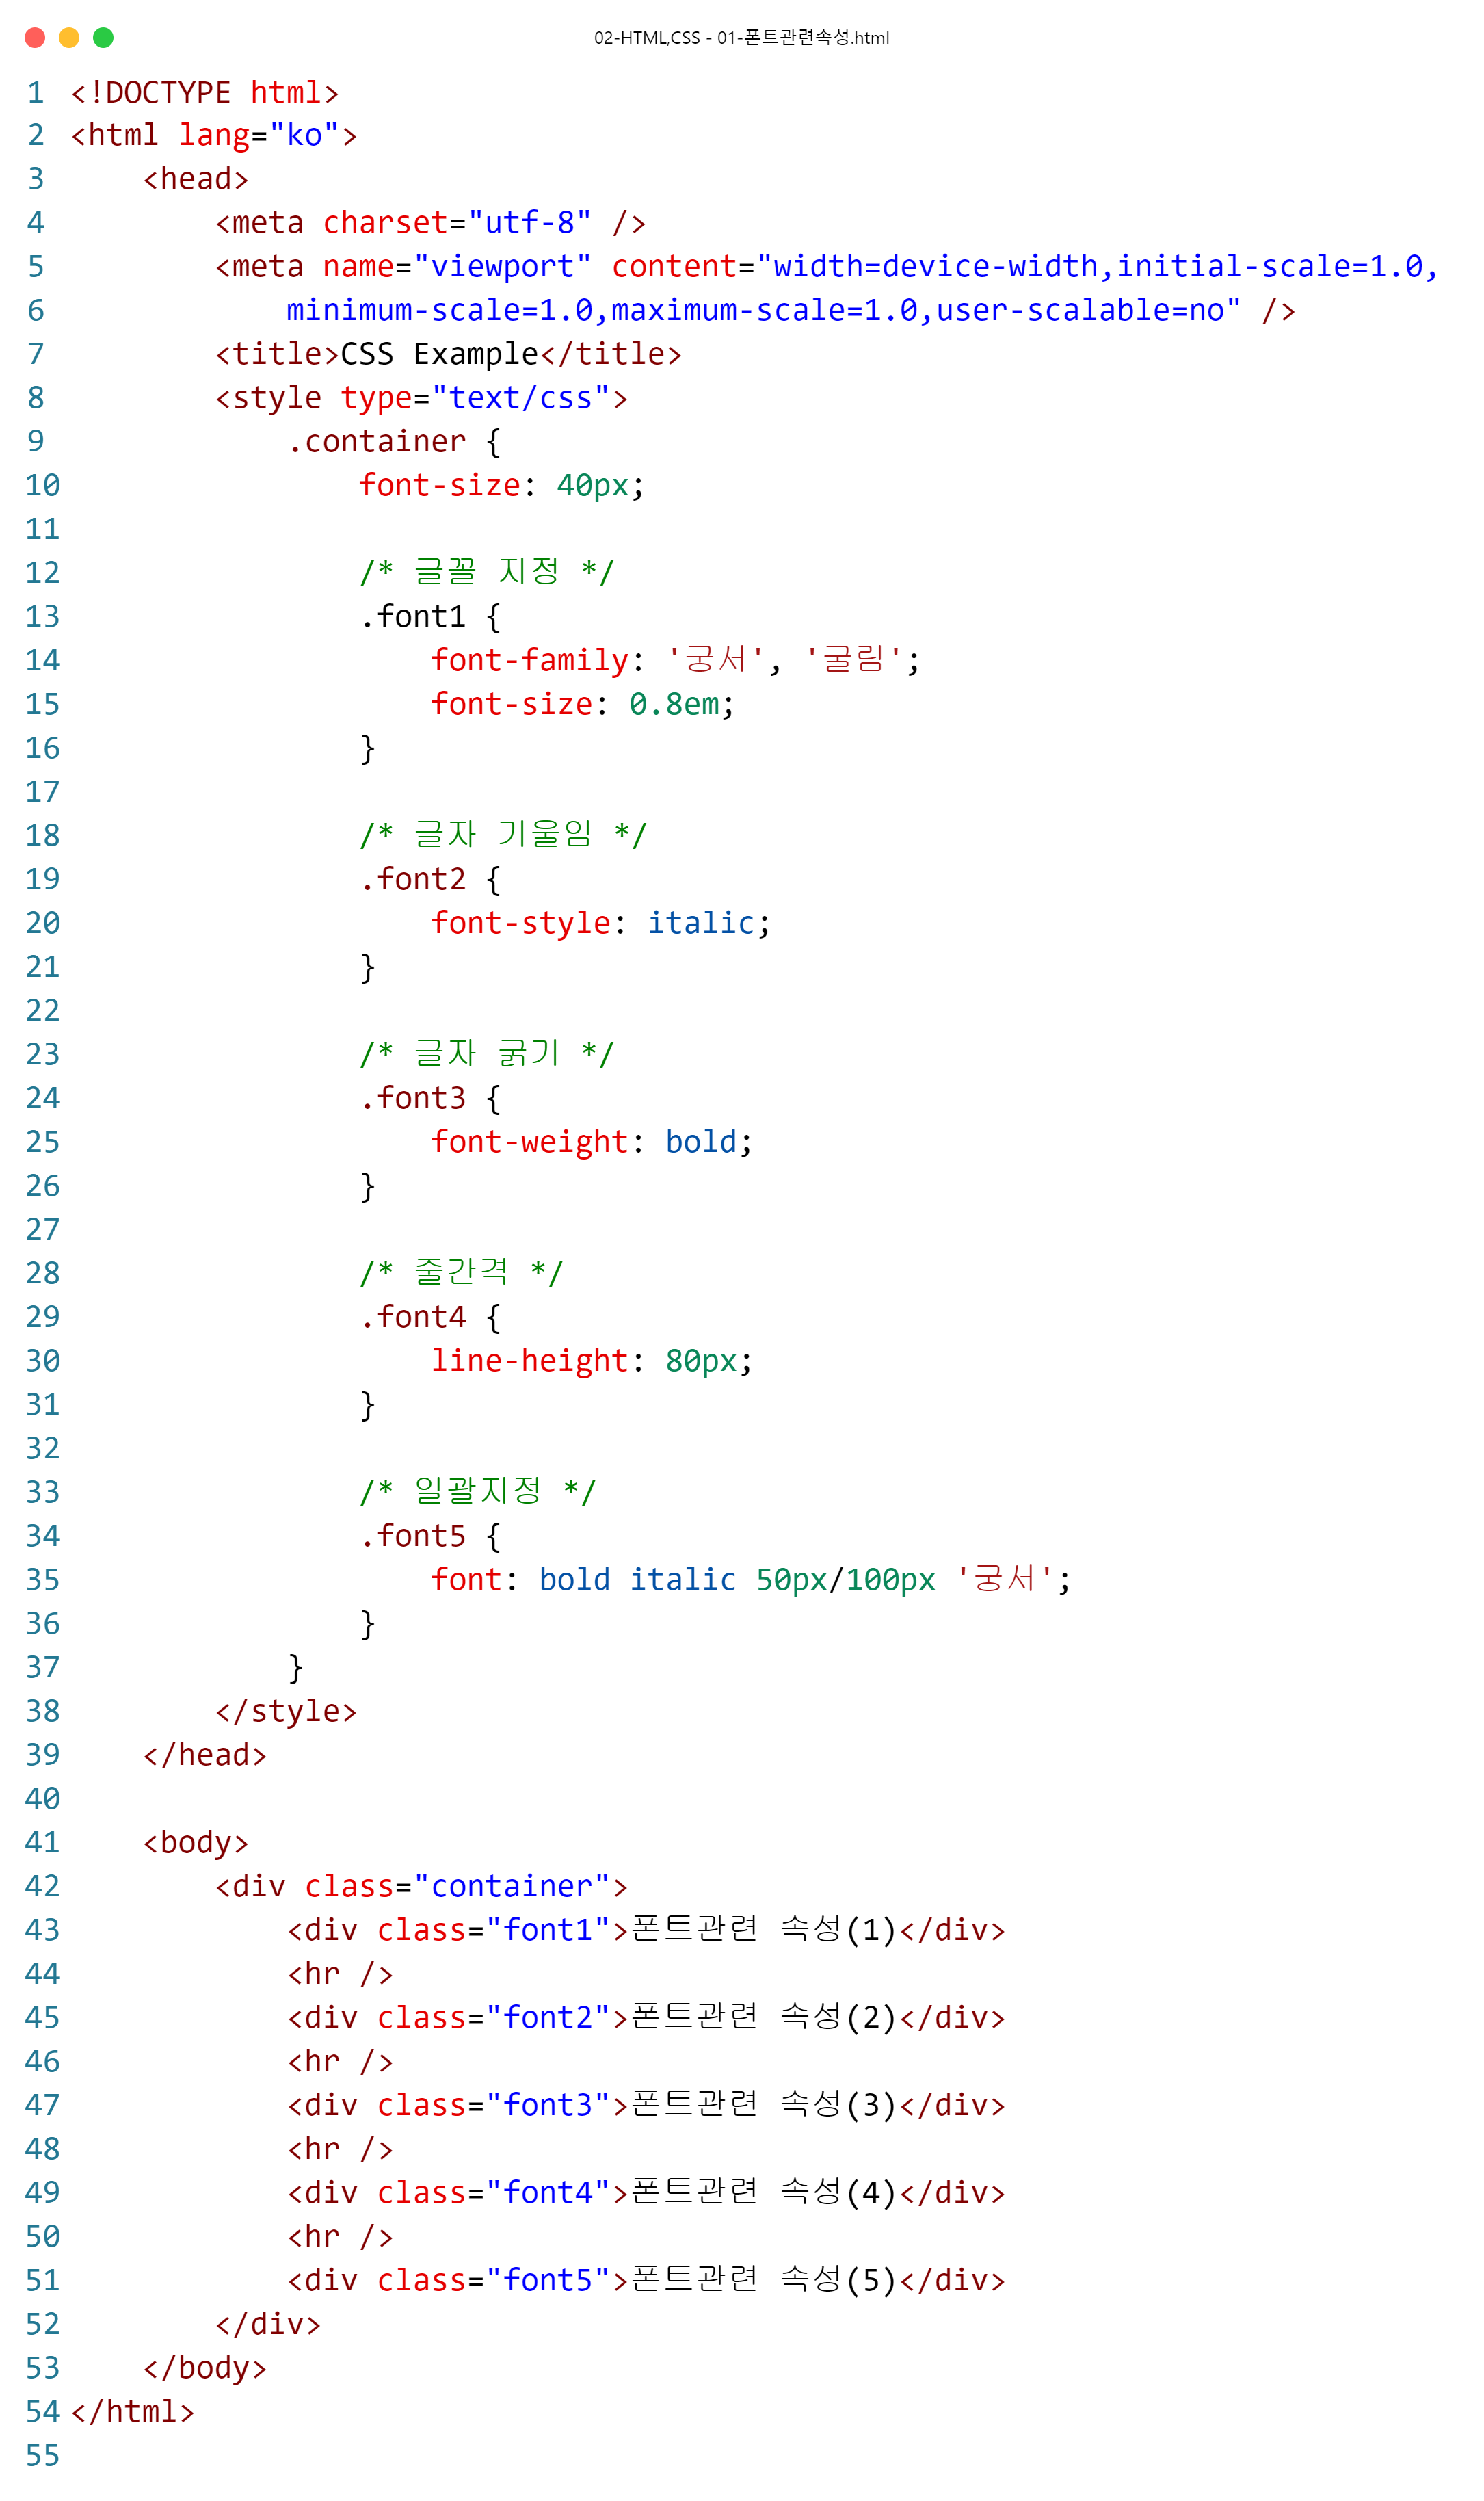 02-HTML,CSS - 01-폰트관련속성.html
1 <!DOCTYPE html>
2 <html lang="ko">
3     <head>
4         <meta charset="utf-8" />
5         <meta name="viewport" content="width=device-width,initial-scale=1.0,
6             minimum-scale=1.0,maximum-scale=1.0,user-scalable=no" />
7         <title>CSS Example</title>
8         <style type="text/css">
9             .container {
10                 font-size: 40px;
11
12                 /* 글꼴 지정 */
13                 .font1 {
14                     font-family: '궁서', '굴림';
15                     font-size: 0.8em;
16                 }
17
18                 /* 글자 기울임 */
19                 .font2 {
20                     font-style: italic;
21                 }
22
23                 /* 글자 굵기 */
24                 .font3 {
25                     font-weight: bold;
26                 }
27
28                 /* 줄간격 */
29                 .font4 {
30                     line-height: 80px;
31                 }
32
33                 /* 일괄지정 */
34                 .font5 {
35                     font: bold italic 50px/100px '궁서';
36                 }
37             }
38         </style>
39     </head>
40
41     <body>
42         <div class="container">
43             <div class="font1">폰트관련 속성(1)</div>
44             <hr />
45             <div class="font2">폰트관련 속성(2)</div>
46             <hr />
47             <div class="font3">폰트관련 속성(3)</div>
48             <hr />
49             <div class="font4">폰트관련 속성(4)</div>
50             <hr />
51             <div class="font5">폰트관련 속성(5)</div>
52         </div>
53     </body>
54 </html>
55